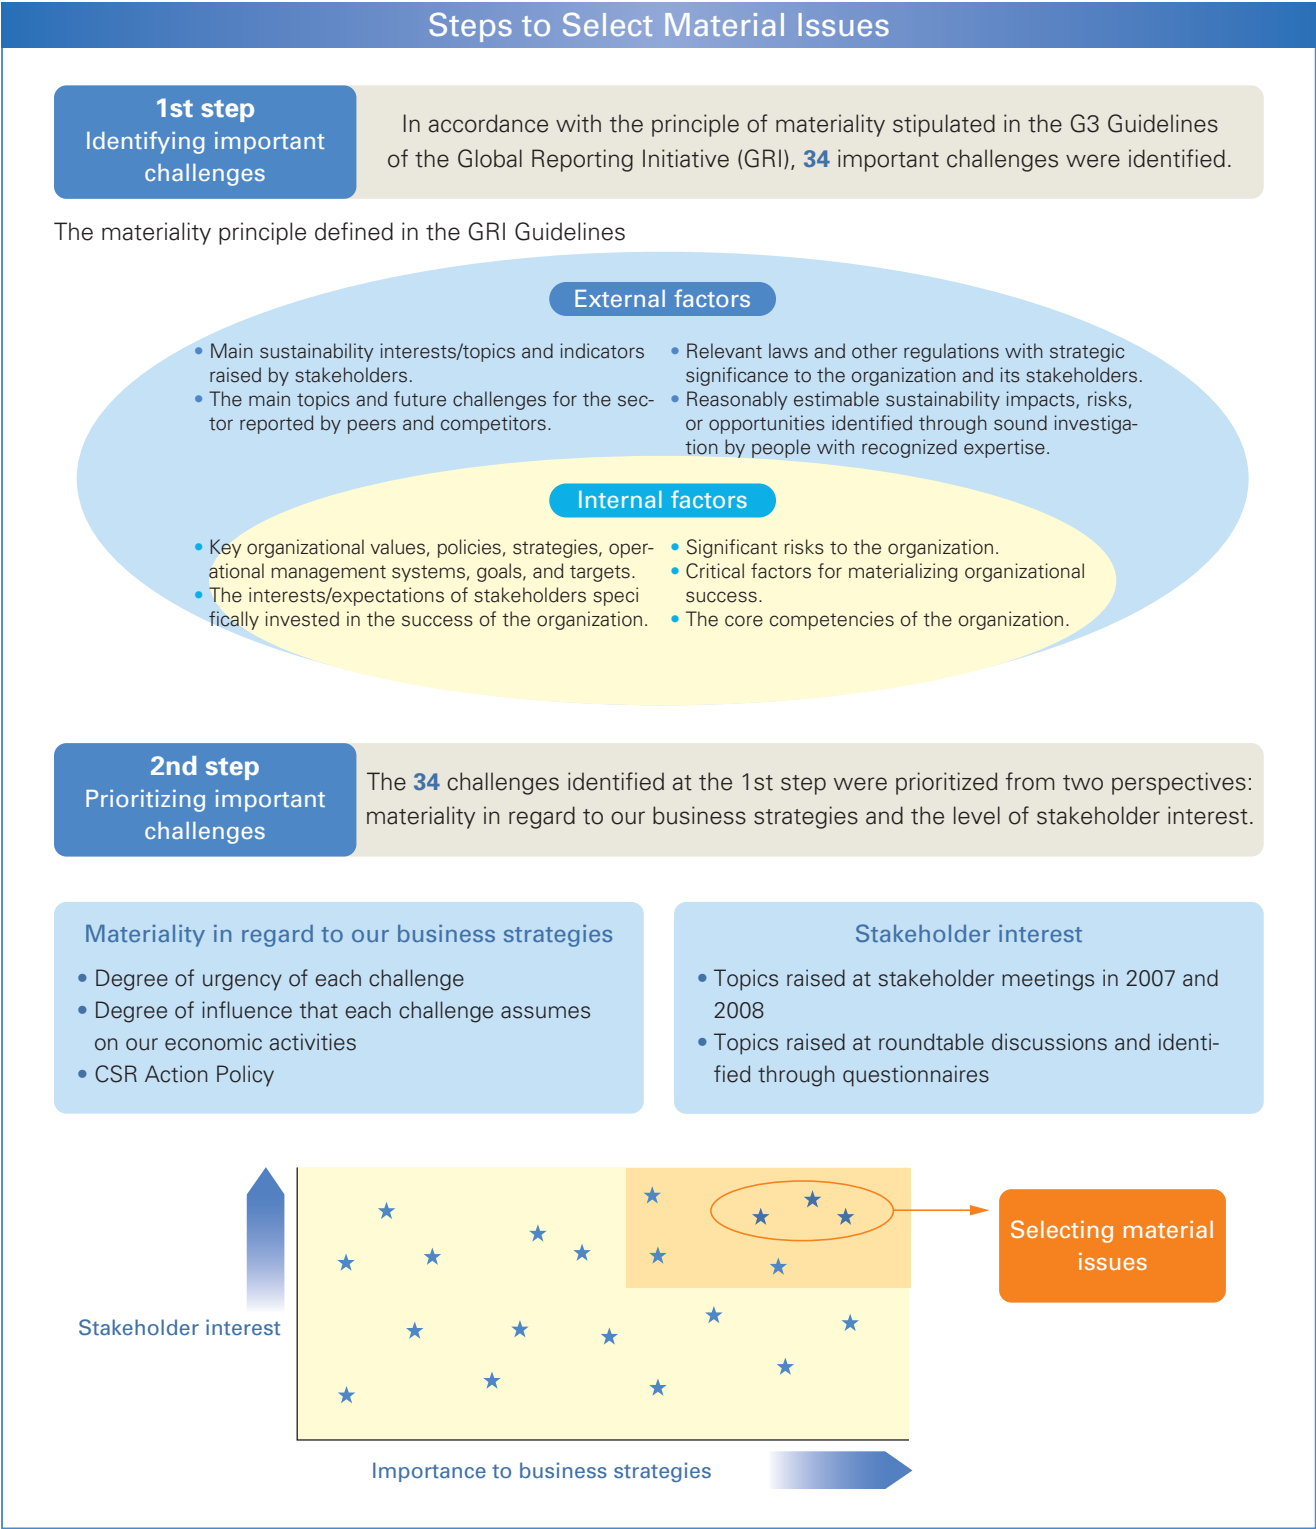 Steps to Select Material Issues
1st step
Identifying important
challenges
In accordance with the principle of materiality stipulated in the G3 Guidelines
of the Global Reporting Initiative (GRI), 34 important challenges were identified.
The materiality principle defined in the GRI Guidelines
External factors
• Main sustainability interests/topics and indicators
raised by stakeholders.
• The main topics and future challenges for the sec-
tor reported by peers and competitors.
• Relevant laws and other regulations with strategic
significance to the organization and its stakeholders.
• Reasonably estimable sustainability impacts, risks,
or opportunities identified through sound investiga-
tion by people with recognized expertise.
Internal factors
• Key organizational values, policies, strategies, oper-
ational management systems, goals, and targets.
• The interests/expectations of stakeholders speci
fically invested in the success of the organization.
• Significant risks to the organization.
• Critical factors for materializing organizational
success.
• The core competencies of the organization.
2nd step
Prioritizing important
challenges
The 34 challenges identified at the 1st step were prioritized from two perspectives:
materiality in regard to our business strategies and the level of stakeholder interest.
Materiality in regard to our business strategies
• Degree of urgency of each challenge
• Degree of influence that each challenge assumes
on our economic activities
• CSR Action Policy
Stakeholder interest
• Topics raised at stakeholder meetings in 2007 and
2008
• Topics raised at roundtable discussions and identi-
fied through questionnaires
Selecting material
issues
Stakeholder interest
Importance to business strategies